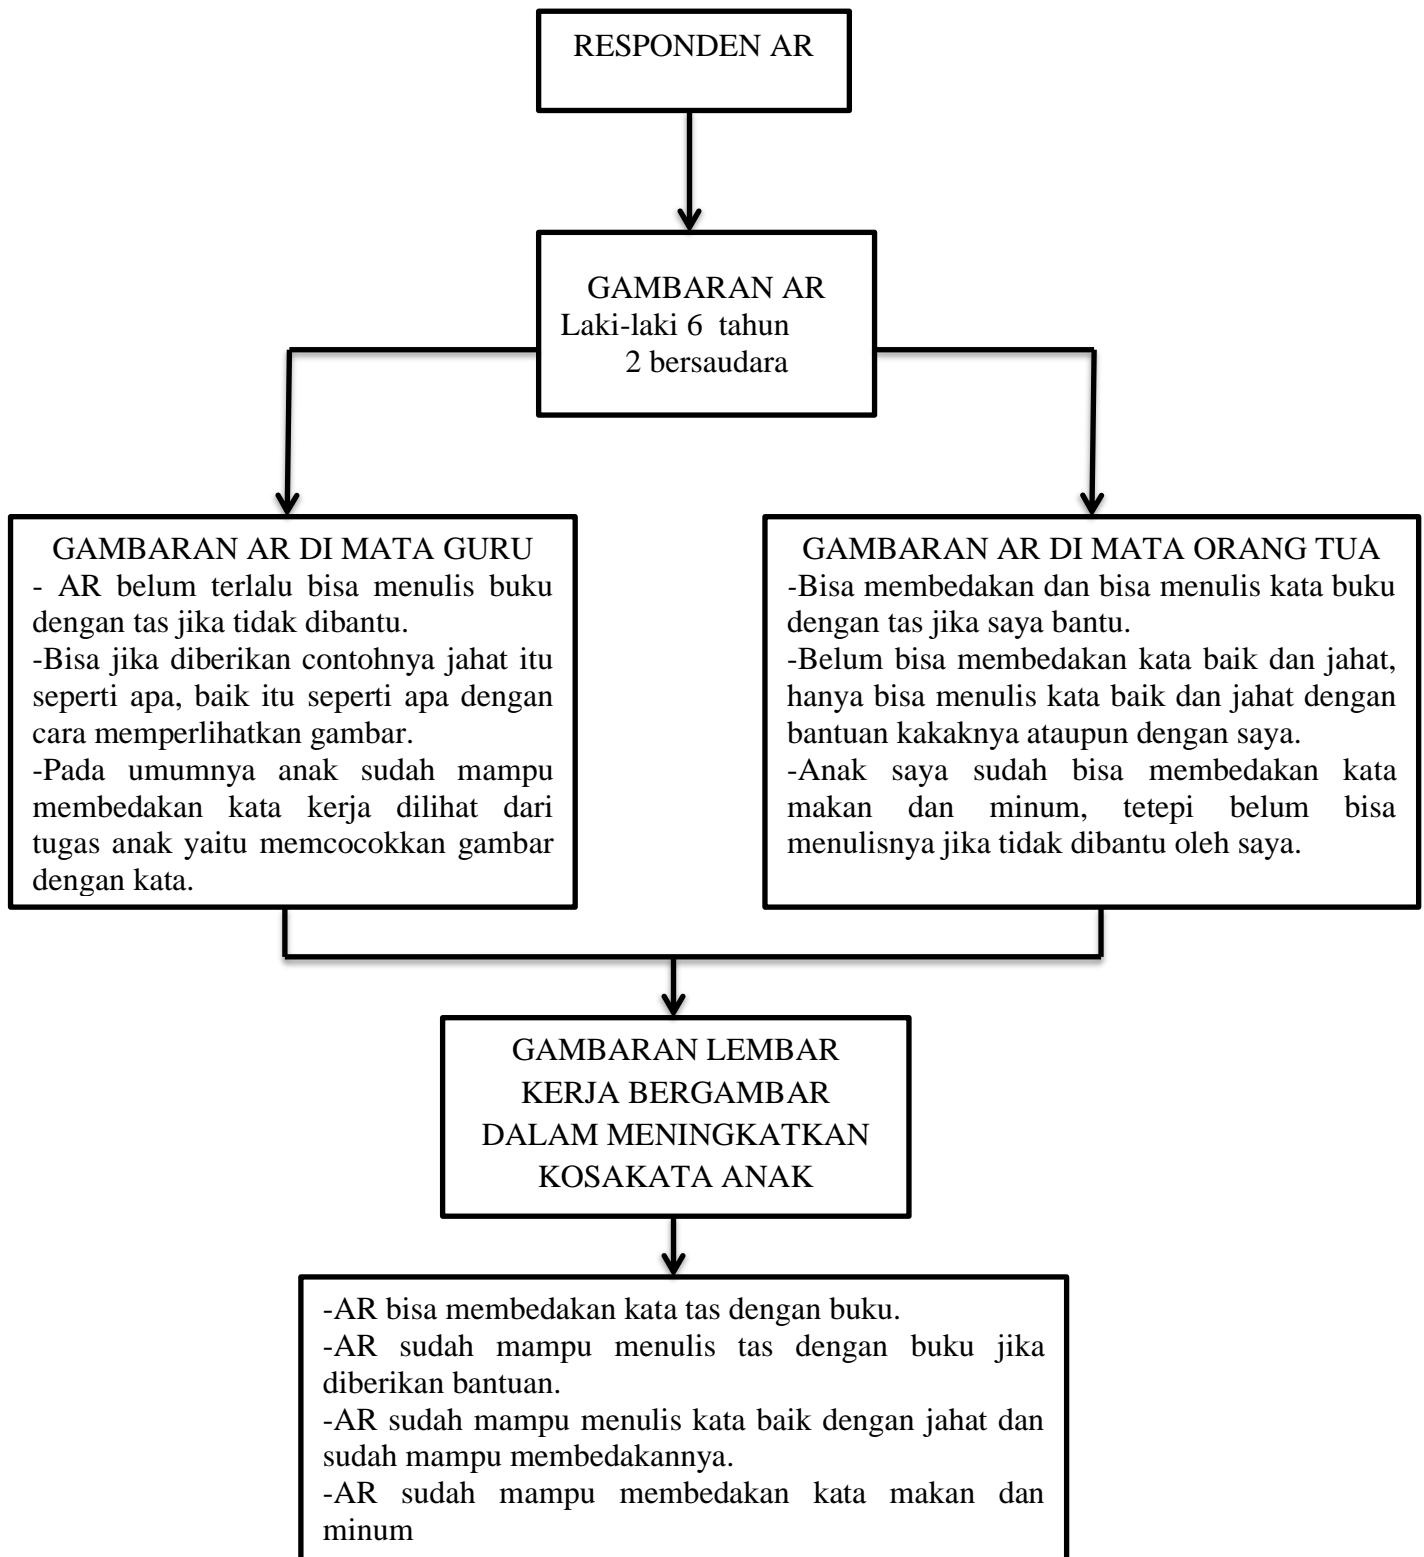 RESPONDEN AR
GAMBARAN AR
Laki-laki 6 tahun
2 bersaudara
GAMBARAN AR DI MATA GURU
- AR belum terlalu bisa menulis buku
dengan tas jika tidak dibantu.
-Bisa jika diberikan contohnya jahat itu
seperti apa, baik itu seperti apa dengan
cara memperlihatkan gambar.
-Pada umumnya anak sudah mampu
membedakan kata kerja dilihat dari
tugas anak yaitu memcocokkan gambar
dengan kata.
GAMBARAN AR DI MATA ORANG TUA
-Bisa membedakan dan bisa menulis kata buku
dengan tas jika saya bantu.
-Belum bisa membedakan kata baik dan jahat,
hanya bisa menulis kata baik dan jahat dengan
bantuan kakaknya ataupun dengan saya.
-Anak saya sudah bisa membedakan kata
makan dan minum, tetepi belum bisa
menulisnya jika tidak dibantu oleh saya.
GAMBARAN LEMBAR
KERJA BERGAMBAR
DALAM MENINGKATKAN
KOSAKATA ANAK
-AR bisa membedakan kata tas dengan buku.
-AR sudah mampu menulis tas dengan buku jika
diberikan bantuan.
-AR sudah mampu menulis kata baik dengan jahat dan
sudah mampu membedakannya.
-AR sudah mampu membedakan kata makan dan
minum